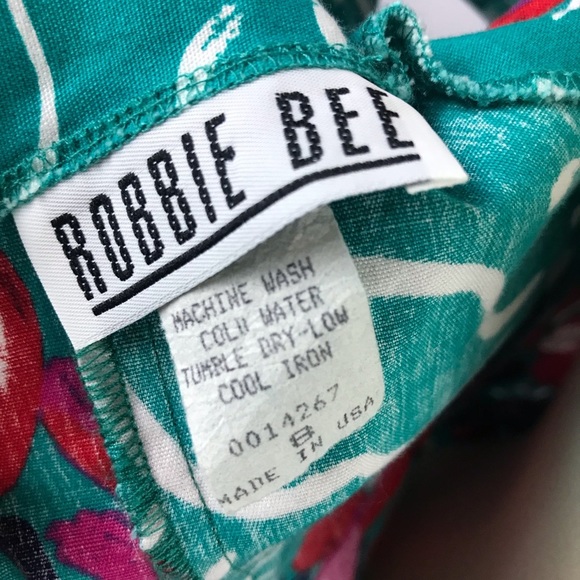 ROBBIE BEE
MACHINE WASH
COLD WATER
TUMBLE DRY-LOW
COOL IRON
0014267
8
MADE IN USA